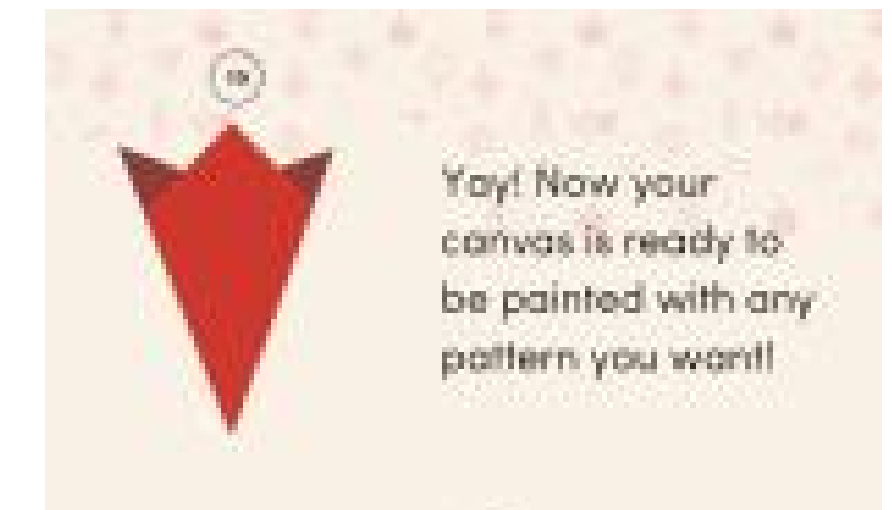 Yay! Now your
canvas is ready to
be painted with any
pattern you want!